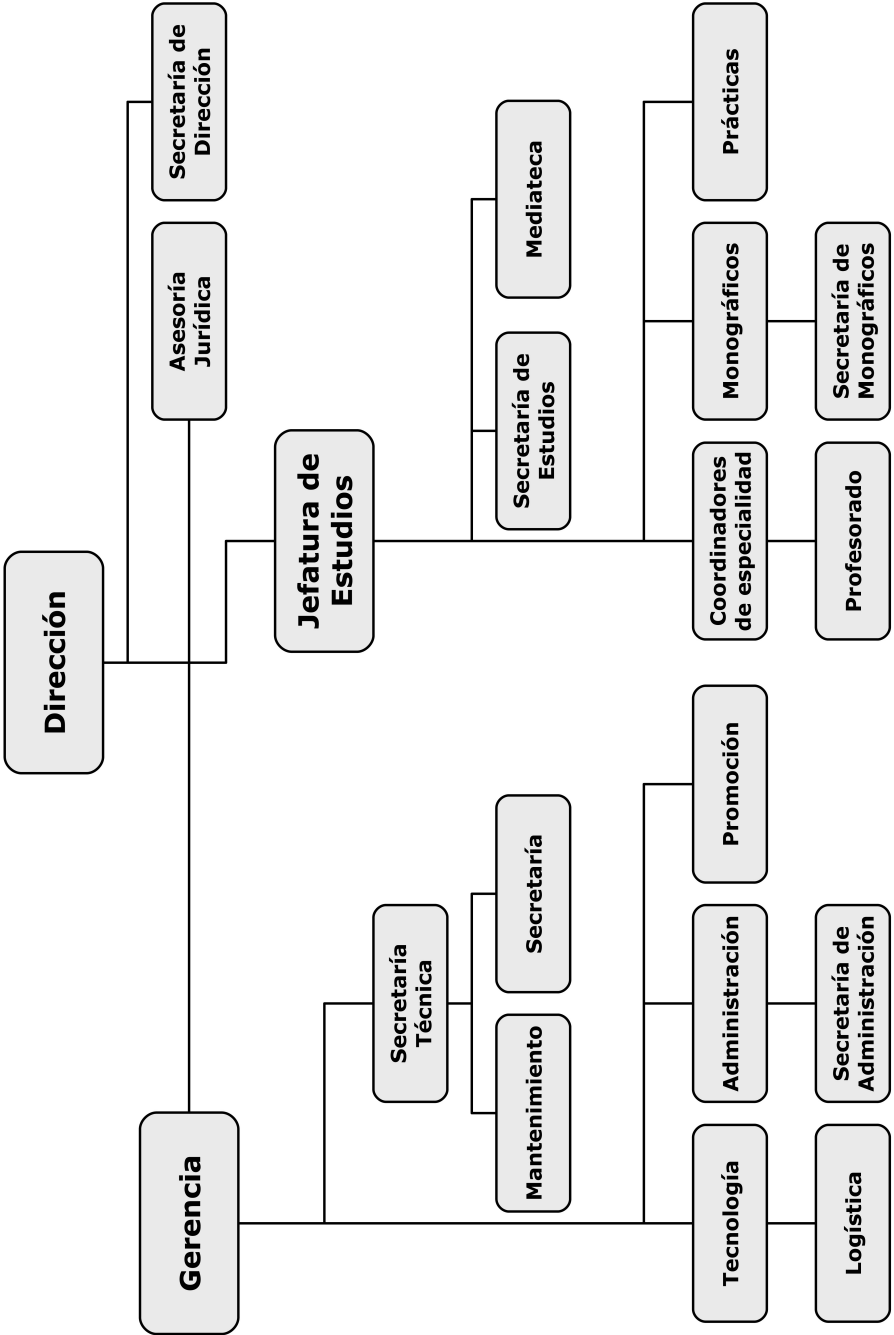 Dirección
Secretaría de
Dirección
Gerencia
Asesoría
Jurídica
Jefatura de
Estudios
Secretaría
Técnica
Mantenimiento
Secretaría
Secretaría de
Estudios
Mediateca
Tecnología
Administración
Promoción
Coordinadores
de especialidad
Monográficos
Prácticas
Logística
Secretaría de
Administración
Profesorado
Secretaría de
Monográficos